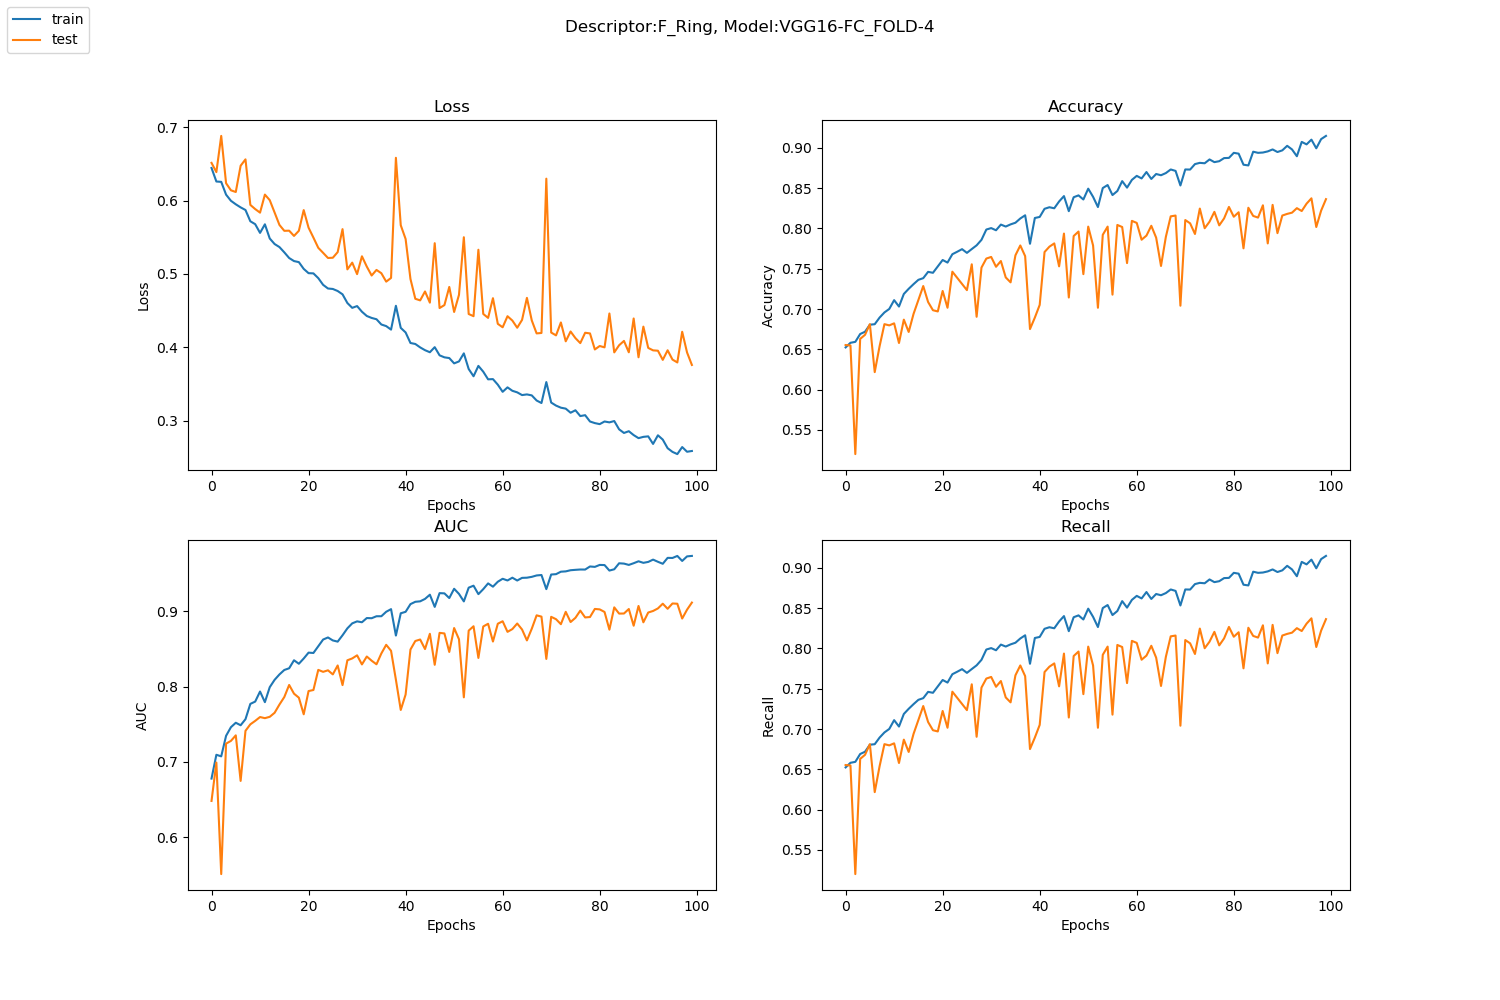 train
test
Descriptor:F_Ring, Model:VGG16-FC_FOLD-4
Loss
Loss
0.7
0.6
0.5
0.4
0.3
0 20 40 60 80 100
Epochs
Accuracy
Accuracy
0.90
0.85
0.80
0.75
0.70
0.65
0.60
0.55
0 20 40 60 80 100
Epochs
AUC
AUC
0.9
0.8
0.7
0.6
0 20 40 60 80 100
Epochs
Recall
Recall
0.90
0.85
0.80
0.75
0.70
0.65
0.60
0.55
0 20 40 60 80 100
Epochs